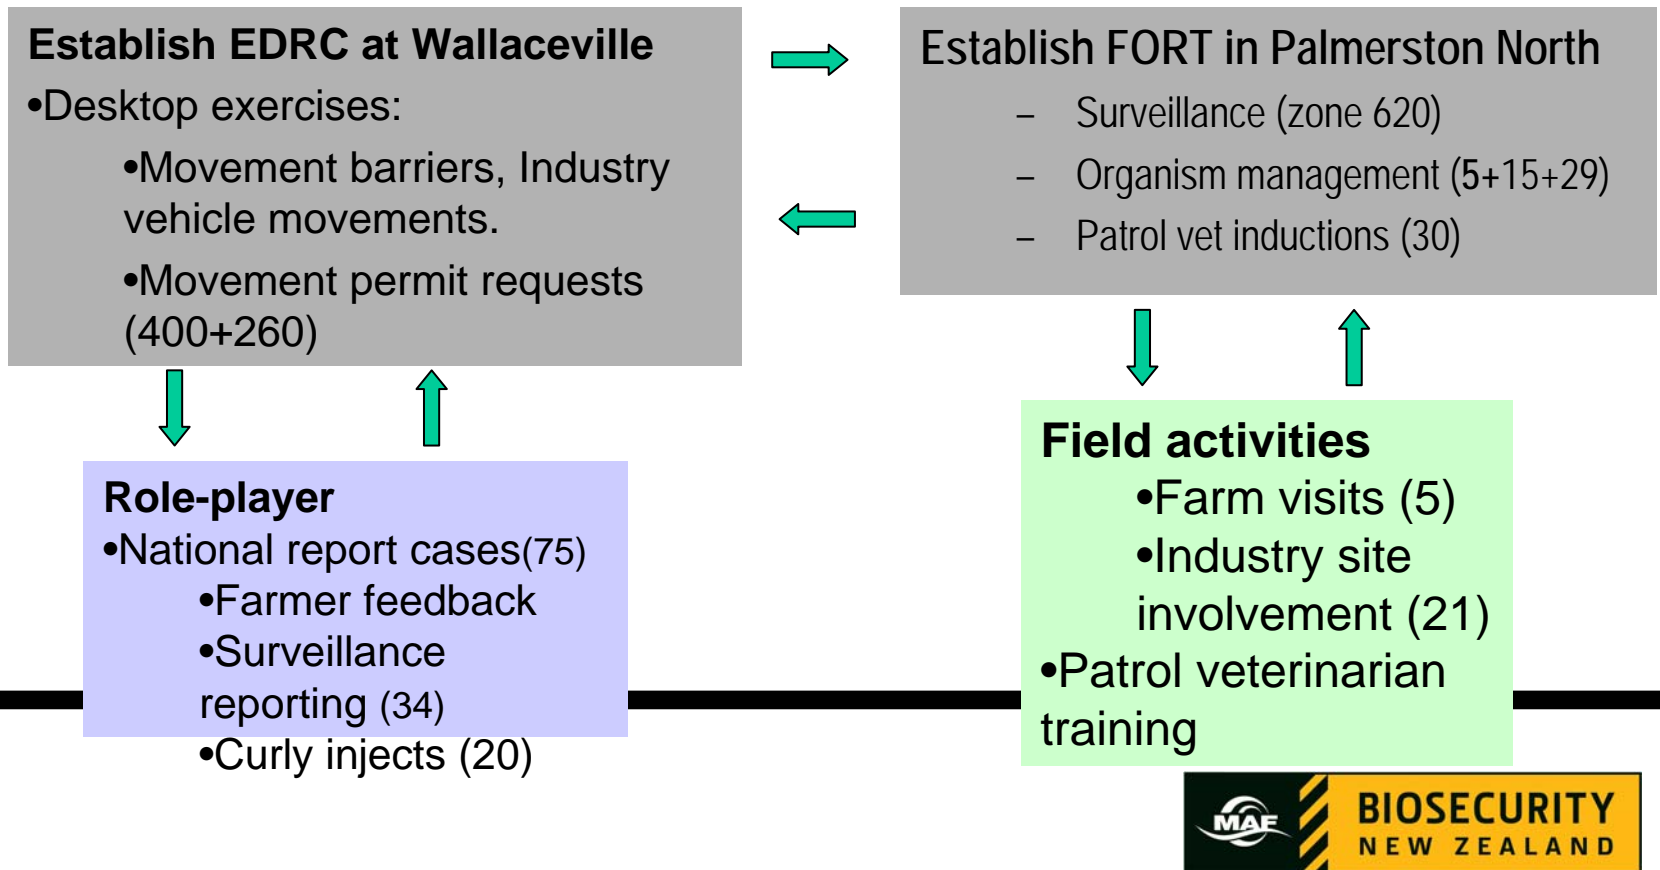 Establish EDRC at Wallaceville
•Desktop exercises:
•Movement barriers, Industry
vehicle movements.
•Movement permit requests
(400+260)
Establish FORT in Palmerston North
– Surveillance (zone 620)
– Organism management (5+15+29)
– Patrol vet inductions (30)
Role-player
•National report cases(75)
•Farmer feedback
•Surveillance
reporting (34)
•Curly injects (20)
Field activities
•Farm visits (5)
•Industry site
involvement (21)
•Patrol veterinarian
training
MAF
BIOSECURITY
NEW ZEALAND